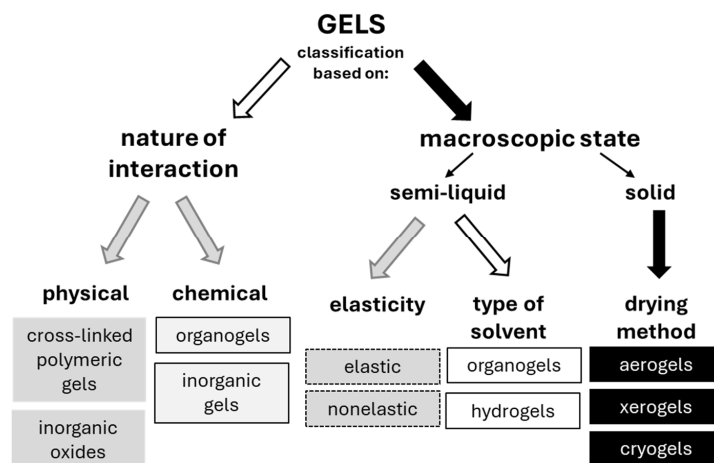 GELS
classification
based on:
nature of
interaction
macroscopic state
semi-liquid
solid
physical
chemical
elasticity
type of
solvent
drying
method
cross-linked
polymeric
gels
inorganic
oxides
organogels
inorganic
gels
elastic
nonelastic
organogels
hydrogels
aerogels
xerogels
cryogels